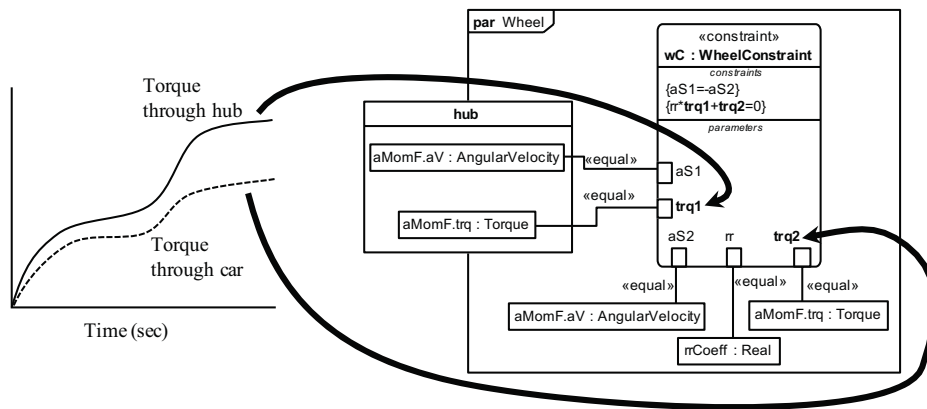 Torque
through hub
Torque
through car
Time (sec)
par Wheel
«constraint»
wC : WheelConstraint
constraints
{aS1=-aS2}
{rr*trq1+trq2=0}
parameters
hub
aMomF.aV : AngularVelocity
«equal»
aS1
aMomF.trq : Torque
«equal»
trq1
aS2
rr
trq2
«equal»
«equal»
«equal»
aMomF.aV : AngularVelocity
aMomF.trq : Torque
rrCoeff : Real